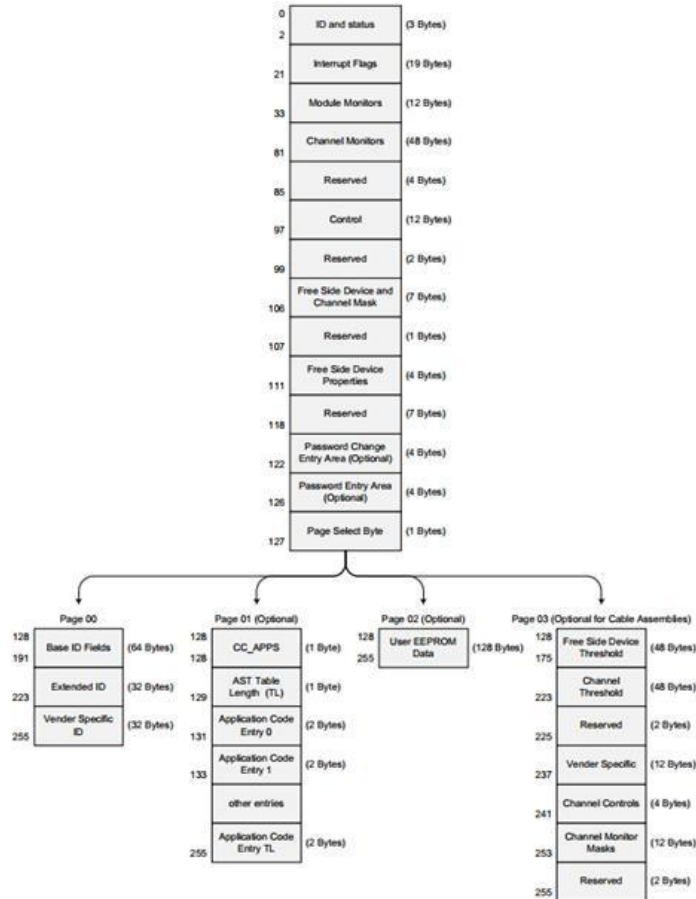 0
ID and status (3 Bytes)
2
Interrupt Flags (19 Bytes)
21
Module Monitors (12 Bytes)
33
Channel Monitors (48 Bytes)
81
Reserved (4 Bytes)
85
Control (12 Bytes)
97
Reserved (2 Bytes)
99
Free Side Device and
Channel Mask (7 Bytes)
106
Reserved (1 Bytes)
107
Free Side Device
Properties (4 Bytes)
111
Reserved (7 Bytes)
118
Password Change
Entry Area (Optional) (4 Bytes)
122
Password Entry Area
(Optional) (4 Bytes)
126
Page Select Byte (1 Bytes)
127
Page 00
128
Base ID Fields (64 Bytes)
191
Extended ID (32 Bytes)
223
Vender Specific
ID (32 Bytes)
255
Page 01 (Optional)
128
CC_APPS (1 Byte)
128
AST Table
Length (TL) (1 Byte)
129
Application Code
Entry 0 (2 Bytes)
131
Application Code
Entry 1 (2 Bytes)
133
other entries
Application Code
Entry TL (2 Bytes)
255
Page 02 (Optional)
128
User EEPROM
Data (128 Bytes)
255
Page 03 (Optional for Cable Assemblies)
128
Free Side Device
Threshold (48 Bytes)
175
Channel
Threshold (48 Bytes)
223
Reserved (2 Bytes)
225
Vender Specific (12 Bytes)
237
Channel Controls (4 Bytes)
241
Channel Monitor
Masks (12 Bytes)
253
Reserved (2 Bytes)
255